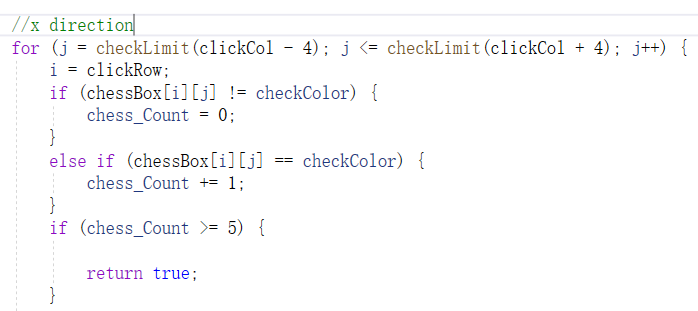 //x direction
for (j = checkLimit(clickCol - 4); j <= checkLimit(clickCol + 4); j++) {
i = clickRow;
if (chessBox[i][j] != checkColor) {
chess_Count = 0;
}
else if (chessBox[i][j] == checkColor) {
chess_Count += 1;
}
if (chess_Count >= 5) {
return true;
}